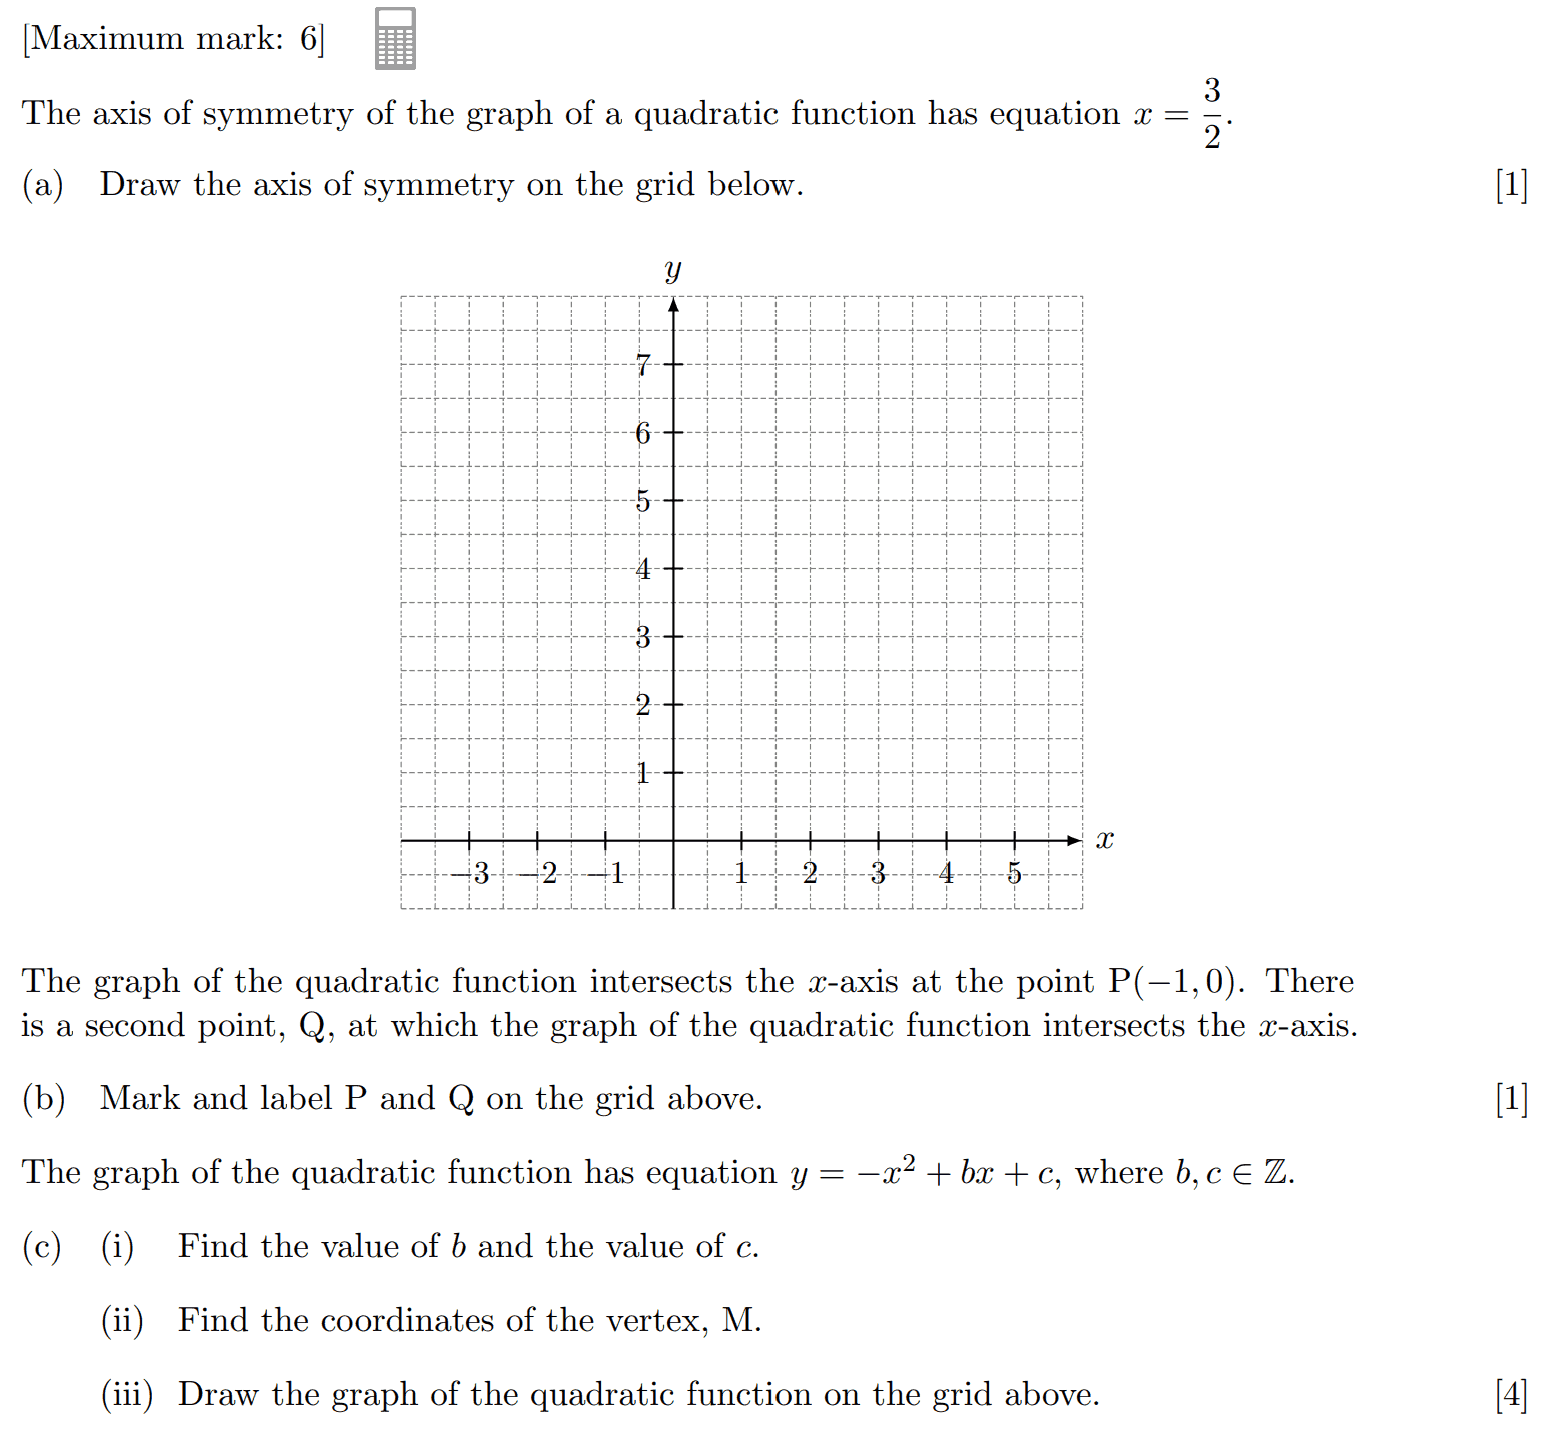 [Maximum mark: 6]
The axis of symmetry of the graph of a quadratic function has equation x = 3/2.
(a) Draw the axis of symmetry on the grid below. [1]
y
7
6
5
4
3
2
1
x
−3 −2 −1 1 2 3 4 5
The graph of the quadratic function intersects the x-axis at the point P(−1, 0). There
is a second point, Q, at which the graph of the quadratic function intersects the x-axis.
(b) Mark and label P and Q on the grid above. [1]
The graph of the quadratic function has equation y = −x² + bx + c, where b, c ∈ ℤ.
(c) (i) Find the value of b and the value of c.
(ii) Find the coordinates of the vertex, M.
(iii) Draw the graph of the quadratic function on the grid above. [4]